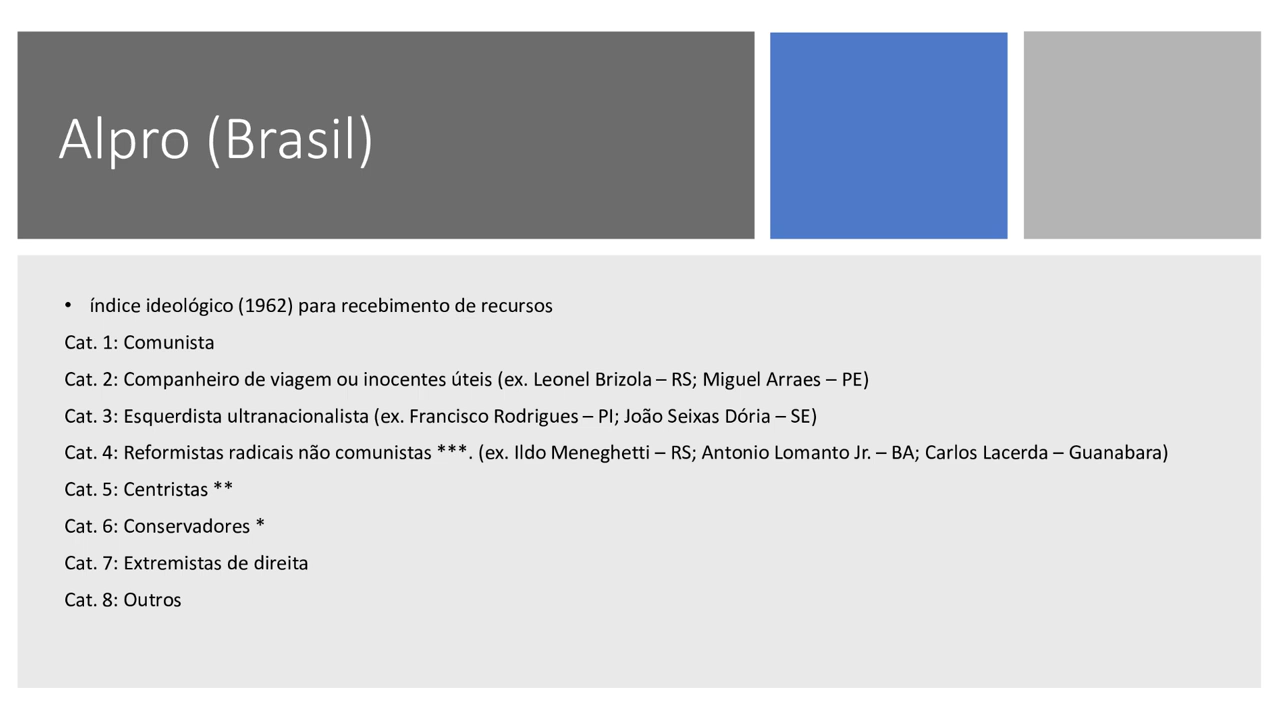 Alpro (Brasil)
• índice ideológico (1962) para recebimento de recursos
Cat. 1: Comunista
Cat. 2: Companheiro de viagem ou inocentes úteis (ex. Leonel Brizola – RS; Miguel Arraes – PE)
Cat. 3: Esquerdista ultranacionalista (ex. Francisco Rodrigues – PI; João Seixas Dória – SE)
Cat. 4: Reformistas radicais não comunistas ***. (ex. Ildo Meneghetti – RS; Antonio Lomanto Jr. – BA; Carlos Lacerda – Guanabara)
Cat. 5: Centristas **
Cat. 6: Conservadores *
Cat. 7: Extremistas de direita
Cat. 8: Outros